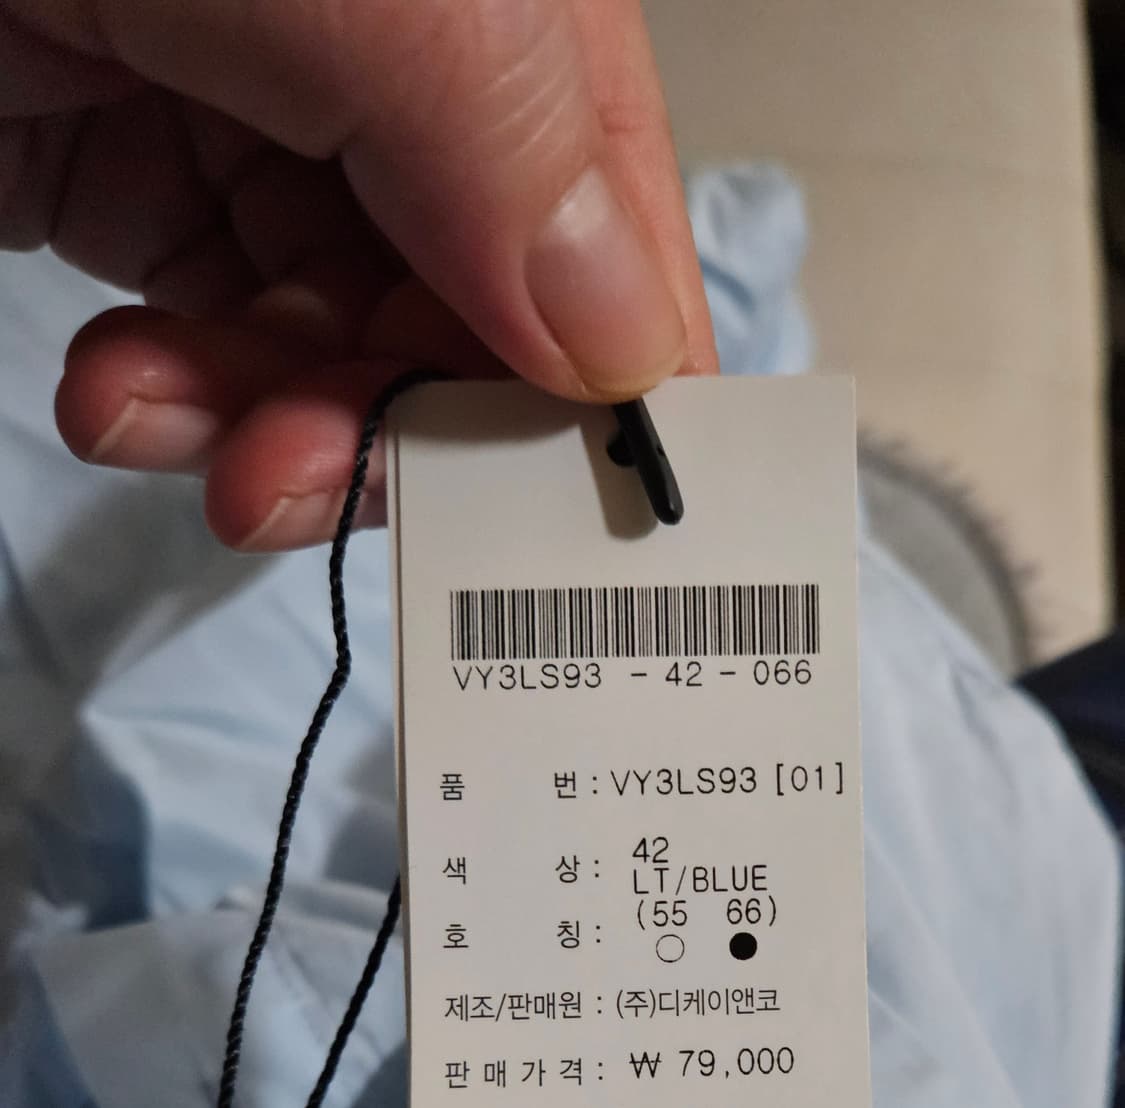 VY3LS93 - 42 - 066
품 번 : VY3LS93 [01]
색 상 : 42
LT/BLUE
(55 66)
호 칭 : ○ ●
제조/판매원 : (주)디케이앤코
판 매 가 격 : ₩ 79,000